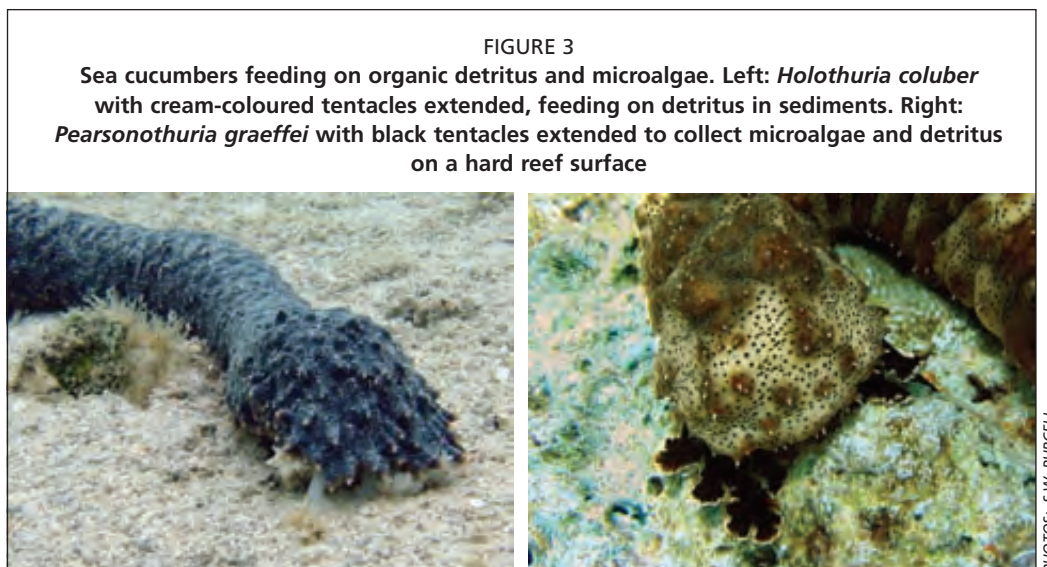 FIGURE 3
Sea cucumbers feeding on organic detritus and microalgae. Left: Holothuria coluber
with cream-coloured tentacles extended, feeding on detritus in sediments. Right:
Pearsonothuria graeffei with black tentacles extended to collect microalgae and detritus
on a hard reef surface
PHOTOS: S.W. PURCELL